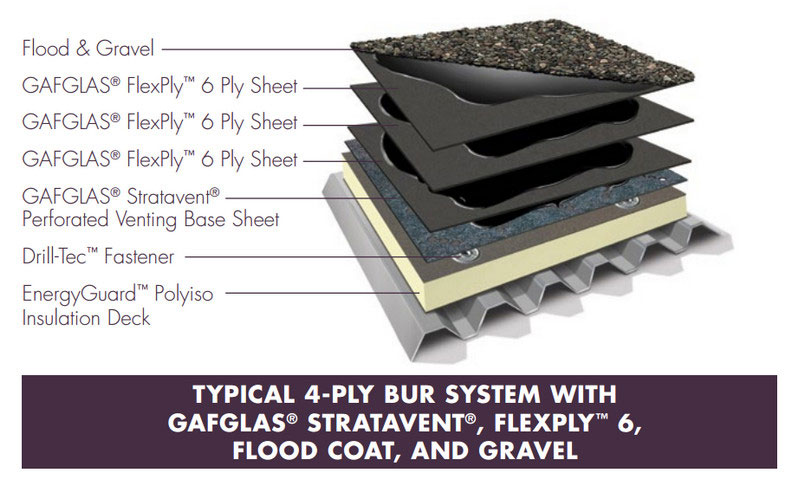 Flood & Gravel
GAFGLAS® FlexPly™ 6 Ply Sheet
GAFGLAS® FlexPly™ 6 Ply Sheet
GAFGLAS® FlexPly™ 6 Ply Sheet
GAFGLAS® Stratavent®
Perforated Venting Base Sheet
Drill-Tec™ Fastener
EnergyGuard™ Polyiso
Insulation Deck
TYPICAL 4-PLY BUR SYSTEM WITH
GAFGLAS® STRATAVENT®, FLEXPLY™ 6,
FLOOD COAT, AND GRAVEL